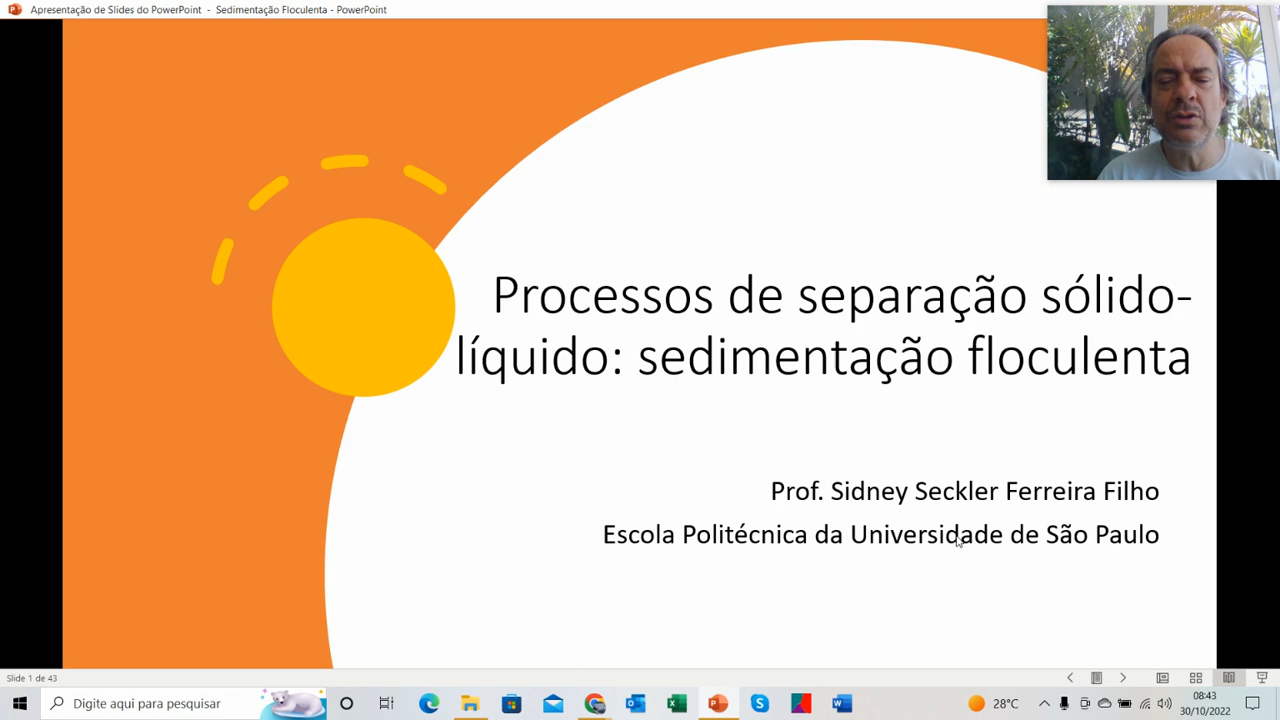 Apresentação de Slides do PowerPoint - Sedimentação Floculenta - PowerPoint
Processos de separação sólido-
líquido: sedimentação floculenta
Prof. Sidney Seckler Ferreira Filho
Escola Politécnica da Universidade de São Paulo
Slide 1 de 43
Digite aqui para pesquisar
28°C
08:43
30/10/2022